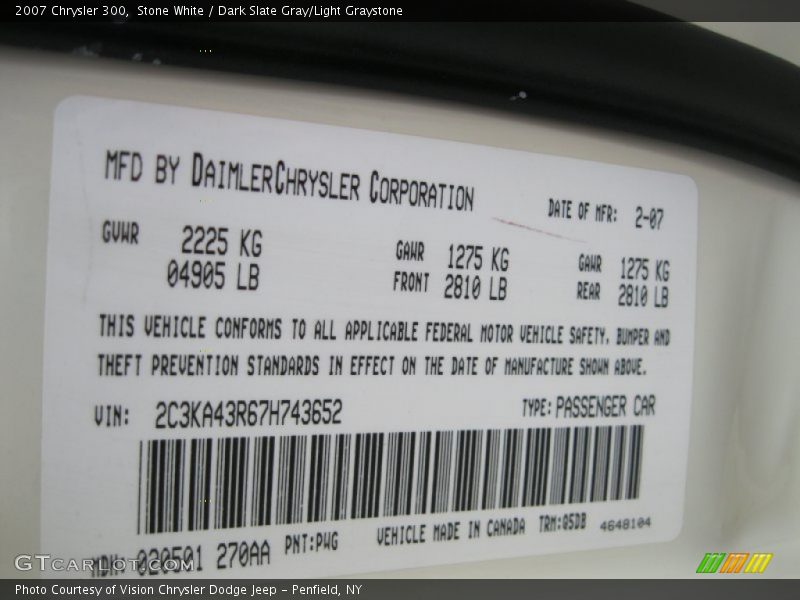 2007 Chrysler 300, Stone White / Dark Slate Gray/Light Graystone
MFD BY DAIMLERCHRYSLER CORPORATION DATE OF MFR: 2-07
GVWR 2225 KG GAWR 1275 KG GAWR 1275 KG
04905 LB FRONT 2810 LB REAR 2810 LB
THIS VEHICLE CONFORMS TO ALL APPLICABLE FEDERAL MOTOR VEHICLE SAFETY, BUMPER AND
THEFT PREVENTION STANDARDS IN EFFECT ON THE DATE OF MANUFACTURE SHOWN ABOVE.
VIN: 2C3KA43R67H743652 TYPE: PASSENGER CAR
MDH: 020501 270AA PNT:PWG VEHICLE MADE IN CANADA TRM:05DB 4648104
GTCARLOT.COM
Photo Courtesy of Vision Chrysler Dodge Jeep - Penfield, NY